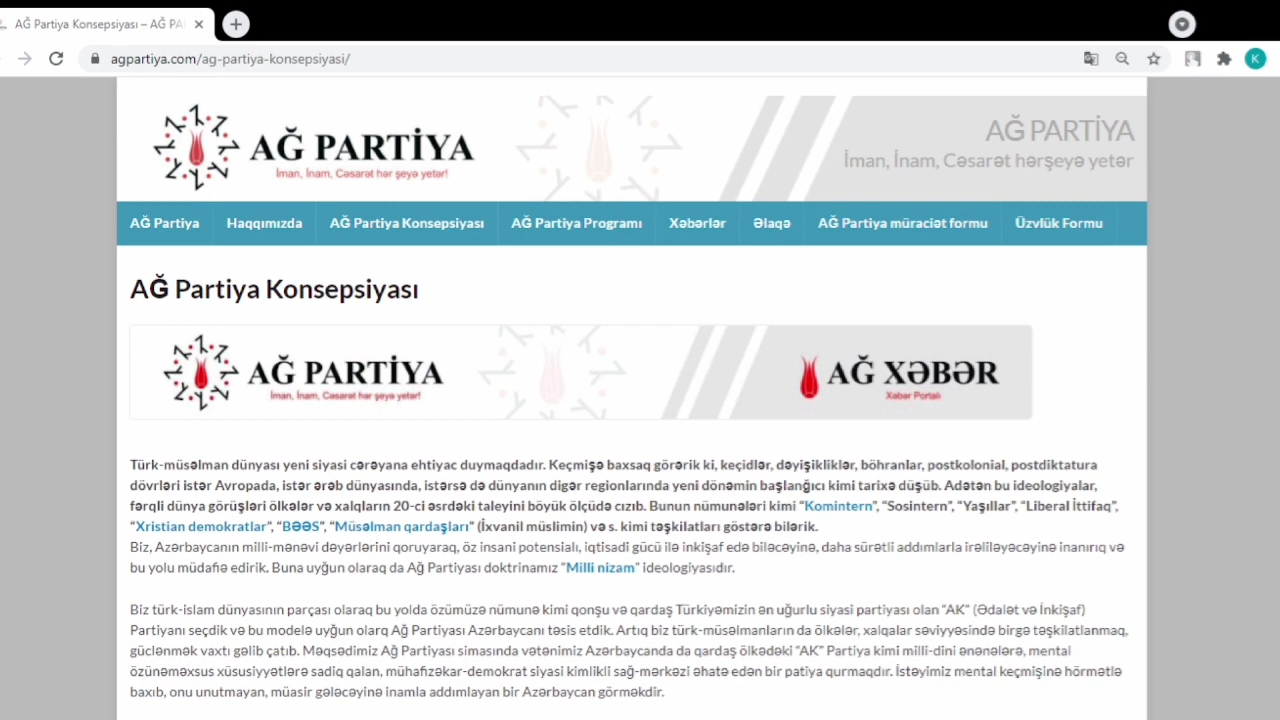 AĞ Partiya Konsepsiyası – AĞ PA
agpartiya.com/ag-partiya-konsepsiyasi/
K
AĞ PARTİYA
İman, İnam, Cəsarət hər şeyə yetər!
AĞ PARTİYA
İman, İnam, Cəsarət hərşeyə yetər
AĞ Partiya Haqqımızda AĞ Partiya Konsepsiyası AĞ Partiya Programı Xəbərlər Əlaqə AĞ Partiya müraciət formu Üzvlük Formu
AĞ Partiya Konsepsiyası
AĞ PARTİYA
İman, İnam, Cəsarət hər şeyə yetər!
AĞ XƏBƏR
Xəbər Portalı
Türk-müsəlman dünyası yeni siyasi cərəyana ehtiyac duymaqdadır. Keçmişə baxsaq görərik ki, keçidlər, dəyişikliklər, böhranlar, postkolonial, postdiktatura
dövrləri istər Avropada, istər ərəb dünyasında, istərsə də dünyanın digər regionlarında yeni dönəmin başlanğıcı kimi tarixə düşüb. Adətən bu ideologiyalar,
fərqli dünya görüşləri ölkələr və xalqların 20-ci əsrdəki taleyini böyük ölçüdə cızıb. Bunun nümunələri kimi “Komintern”, “Sosintern”, “Yaşıllar”, “Liberal İttifaq”,
“Xristian demokratlar”, “BƏƏS”, “Müsəlman qardaşları” (İxvanil müslimin) və s. kimi təşkilatları göstərə bilərik.
Biz, Azərbaycanın milli-mənəvi dəyərlərini qoruyaraq, öz insani potensialı, iqtisadi gücü ilə inkişaf edə biləcəyinə, daha sürətli addımlarla irəliləyəcəyinə inanırıq və
bu yolu müdafiə edirik. Buna uyğun olaraq da Ağ Partiyası doktrinamız “Milli nizam” ideologiyasıdır.
Biz türk-islam dünyasının parçası olaraq bu yolda özümüzə nümunə kimi qonşu və qardaş Türkiyəmizin ən uğurlu siyasi partiyası olan “AK” (Ədalət və İnkişaf)
Partiyanı seçdik və bu modelə uyğun olarq Ağ Partiyası Azərbaycanı təsis etdik. Artıq biz türk-müsəlmanların da ölkələr, xalqalar səviyyəsində birgə təşkilatlanmaq,
güclənmək vaxtı gəlib çatıb. Məqsədimiz Ağ Partiyası simasında vətənimiz Azərbaycanda da qardaş ölkədəki “AK” Partiya kimi milli-dini ənənələrə, mental
özünəməxsus xüsusiyyətlərə sadiq qalan, mühafizəkar-demokrat siyasi kimlikli sağ-mərkəzi əhatə edən bir patiya qurmaqdır. İstəyimiz mental keçmişinə hörmətlə
baxıb, onu unutmayan, müasir gələcəyinə inamla addımlayan bir Azərbaycan görməkdir.